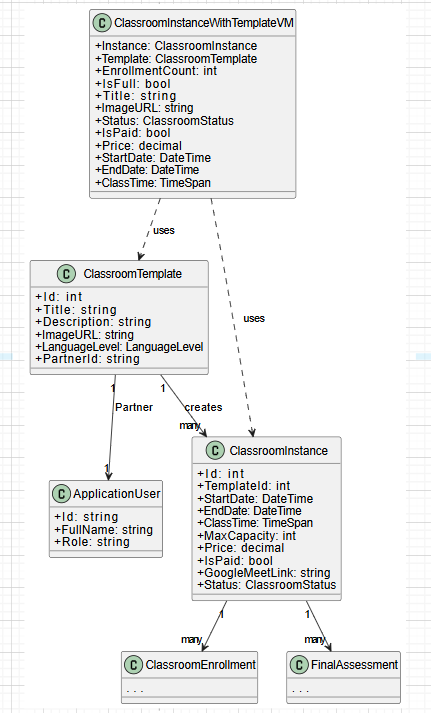 C ClassroomInstanceWithTemplateVM
+Instance: ClassroomInstance
+Template: ClassroomTemplate
+EnrollmentCount: int
+IsFull: bool
+Title: string
+ImageURL: string
+Status: ClassroomStatus
+IsPaid: bool
+Price: decimal
+StartDate: DateTime
+EndDate: DateTime
+ClassTime: TimeSpan
uses
C ClassroomTemplate
+Id: int
+Title: string
+Description: string
+ImageURL: string
+LanguageLevel: LanguageLevel
+PartnerId: string
uses
1
1
Partner
creates
many
1
C ApplicationUser
+Id: string
+FullName: string
+Role: string
C ClassroomInstance
+Id: int
+TemplateId: int
+StartDate: DateTime
+EndDate: DateTime
+ClassTime: TimeSpan
+MaxCapacity: int
+Price: decimal
+IsPaid: bool
+GoogleMeetLink: string
+Status: ClassroomStatus
1
1
many
many
C ClassroomEnrollment
...
C FinalAssessment
...